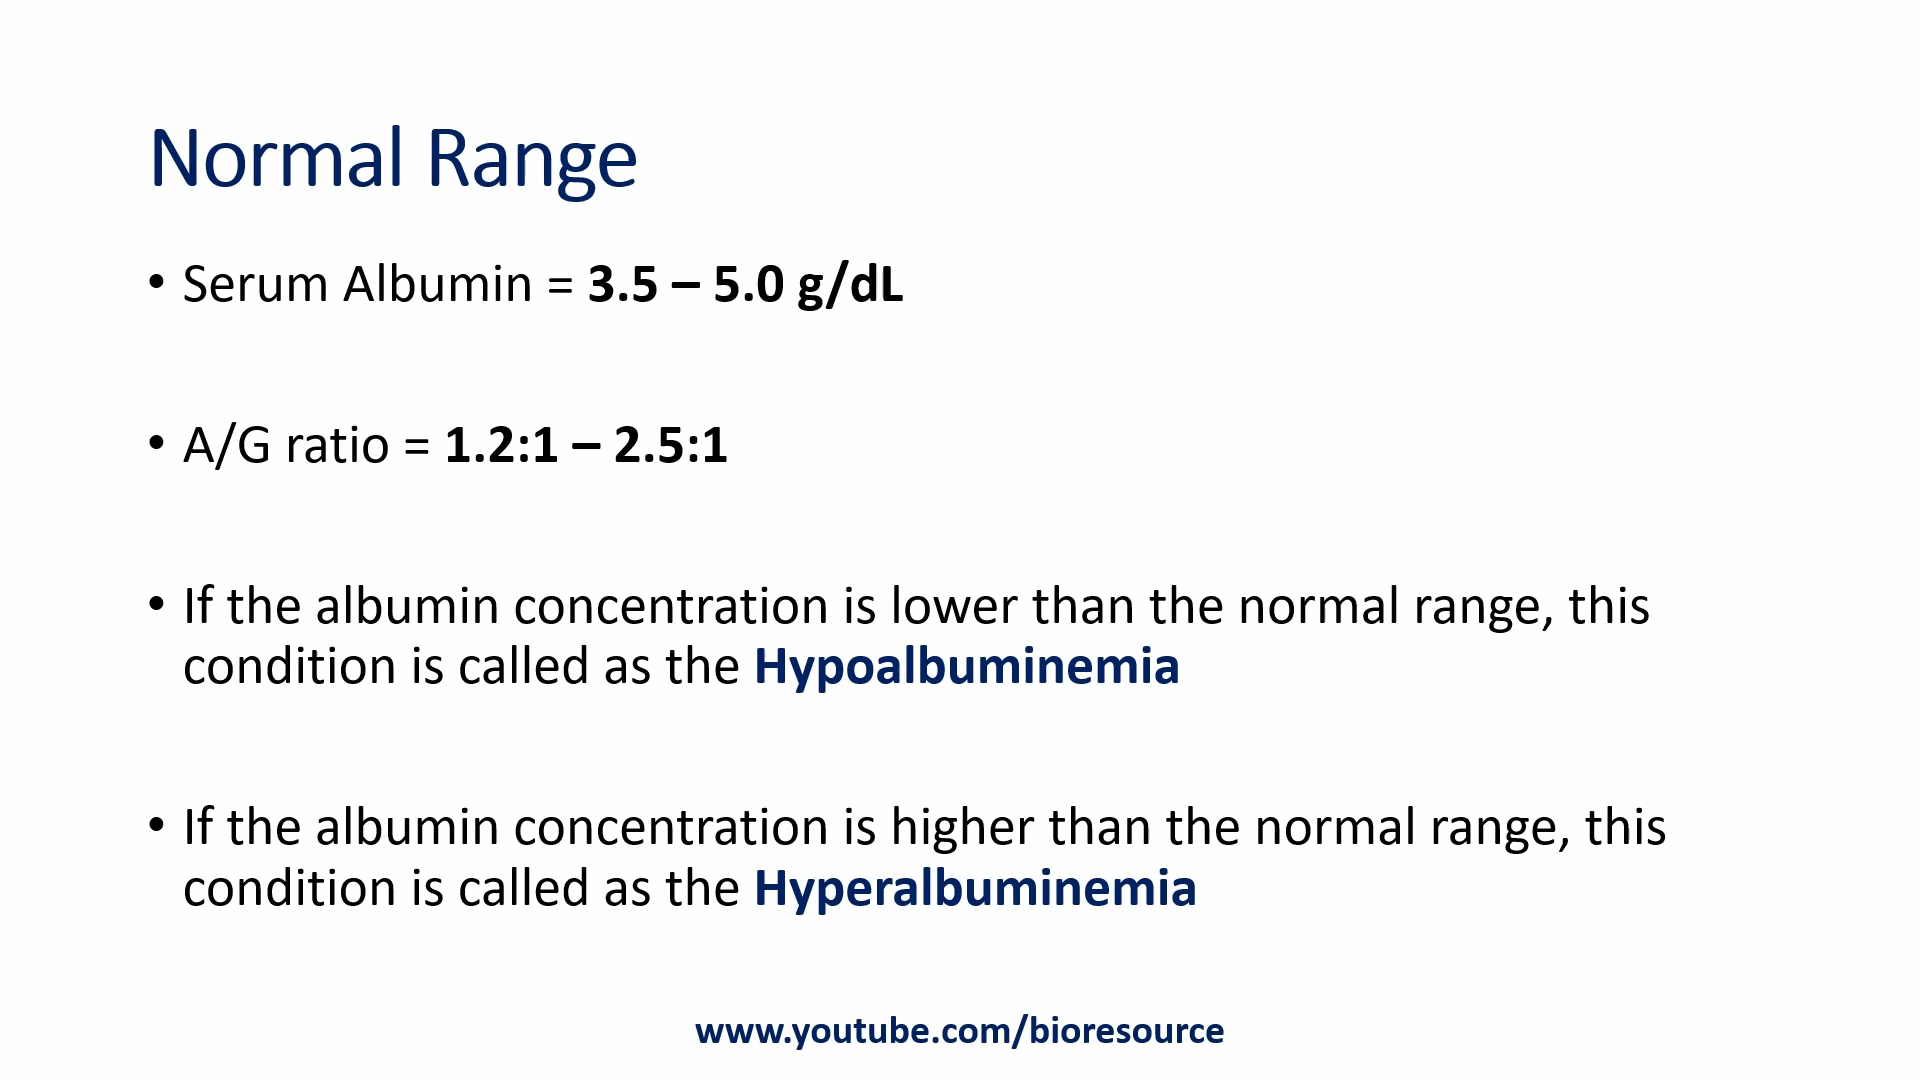 Normal Range
• Serum Albumin = 3.5 – 5.0 g/dL
• A/G ratio = 1.2:1 – 2.5:1
• If the albumin concentration is lower than the normal range, this
condition is called as the Hypoalbuminemia
• If the albumin concentration is higher than the normal range, this
condition is called as the Hyperalbuminemia
www.youtube.com/bioresource